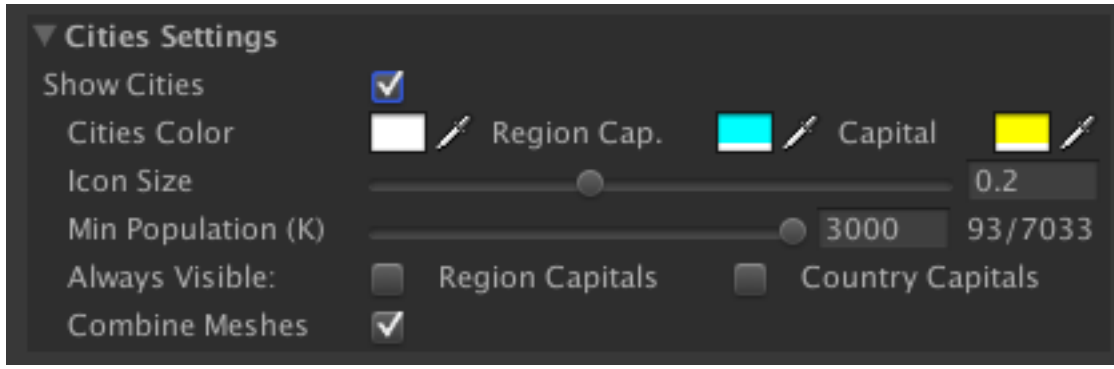 Cities Settings
Show Cities
Cities Color Region Cap. Capital
Icon Size 0.2
Min Population (K) 3000 93/7033
Always Visible: Region Capitals Country Capitals
Combine Meshes